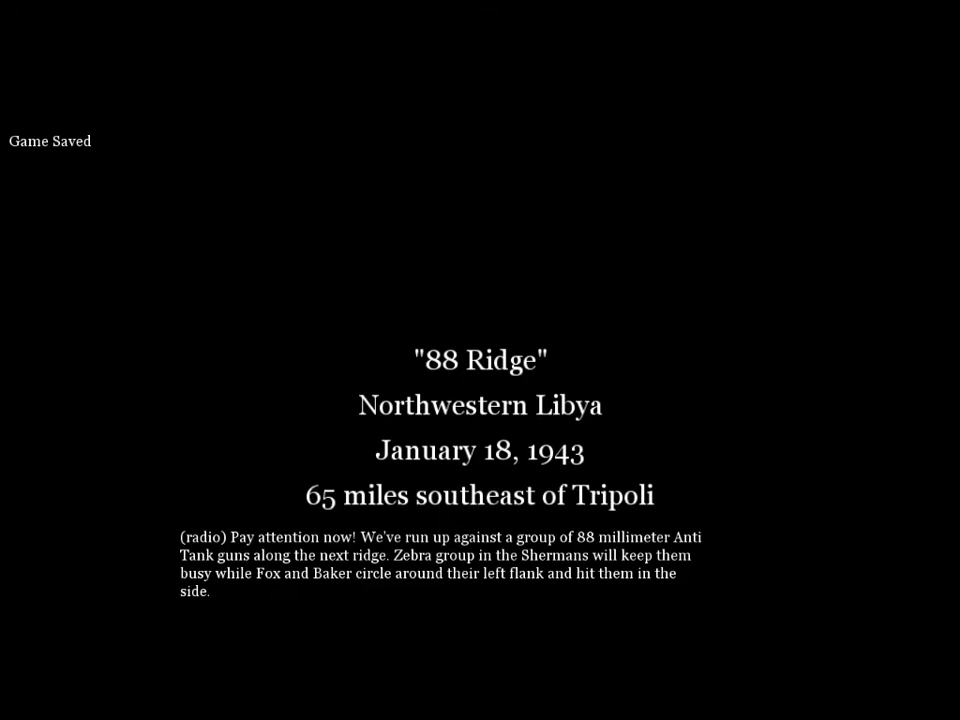 Game Saved
"88 Ridge"
Northwestern Libya
January 18, 1943
65 miles southeast of Tripoli
(radio) Pay attention now! We've run up against a group of 88 millimeter Anti
Tank guns along the next ridge. Zebra group in the Shermans will keep them
busy while Fox and Baker circle around their left flank and hit them in the
side.